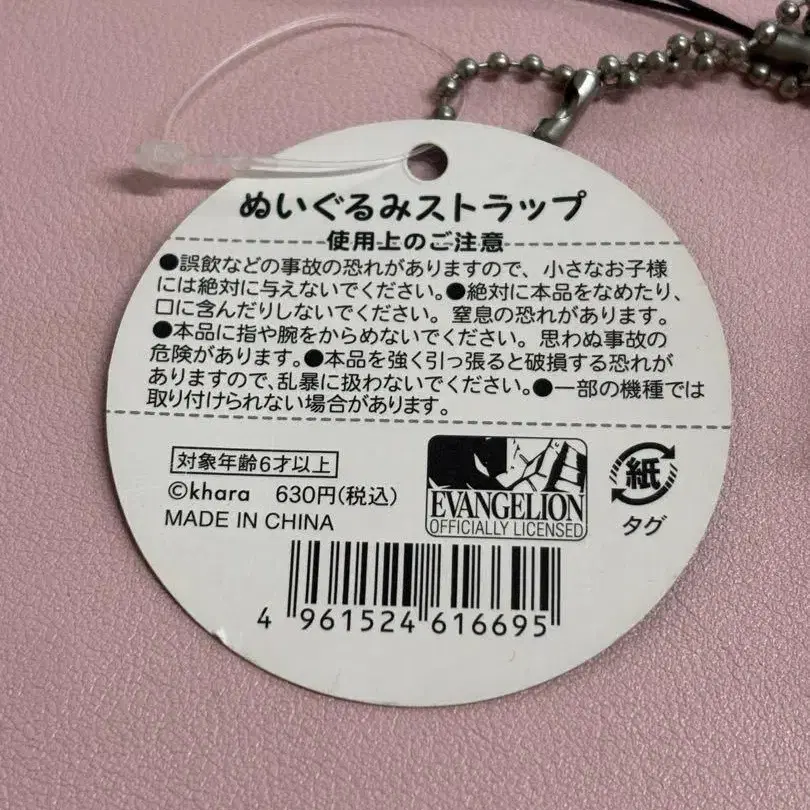 ぬいぐるみストラップ
使用上のご注意
●誤飲などの事故の恐れがありますので、小さなお子様
には絶対に与えないでください。●絶対に本品をなめたり、
口に含んだりしないでください。窒息の恐れがあります。
●本品に指や腕をからめないでください。思わぬ事故の
危険があります。●本品を強く引っ張ると破損する恐れが
ありますので、乱暴に扱わないでください。●一部の機種では
取り付けられない場合があります。
対象年齢6才以上
©khara 630円(税込)
MADE IN CHINA
EVANGELION
OFFICIALLY LICENSED
紙
タグ
4 961524 616695